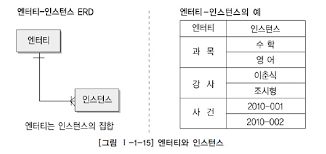 엔터티-인스턴스 ERD
엔터티
인스턴스
엔터티는 인스턴스의 집합
엔터티-인스턴스의 예
엔터티 인스턴스
과 목 수 학
영 어
강 사 이춘식
조시형
사 건 2010-001
2010-002
[그림 Ⅰ-1-15] 엔터티와 인스턴스